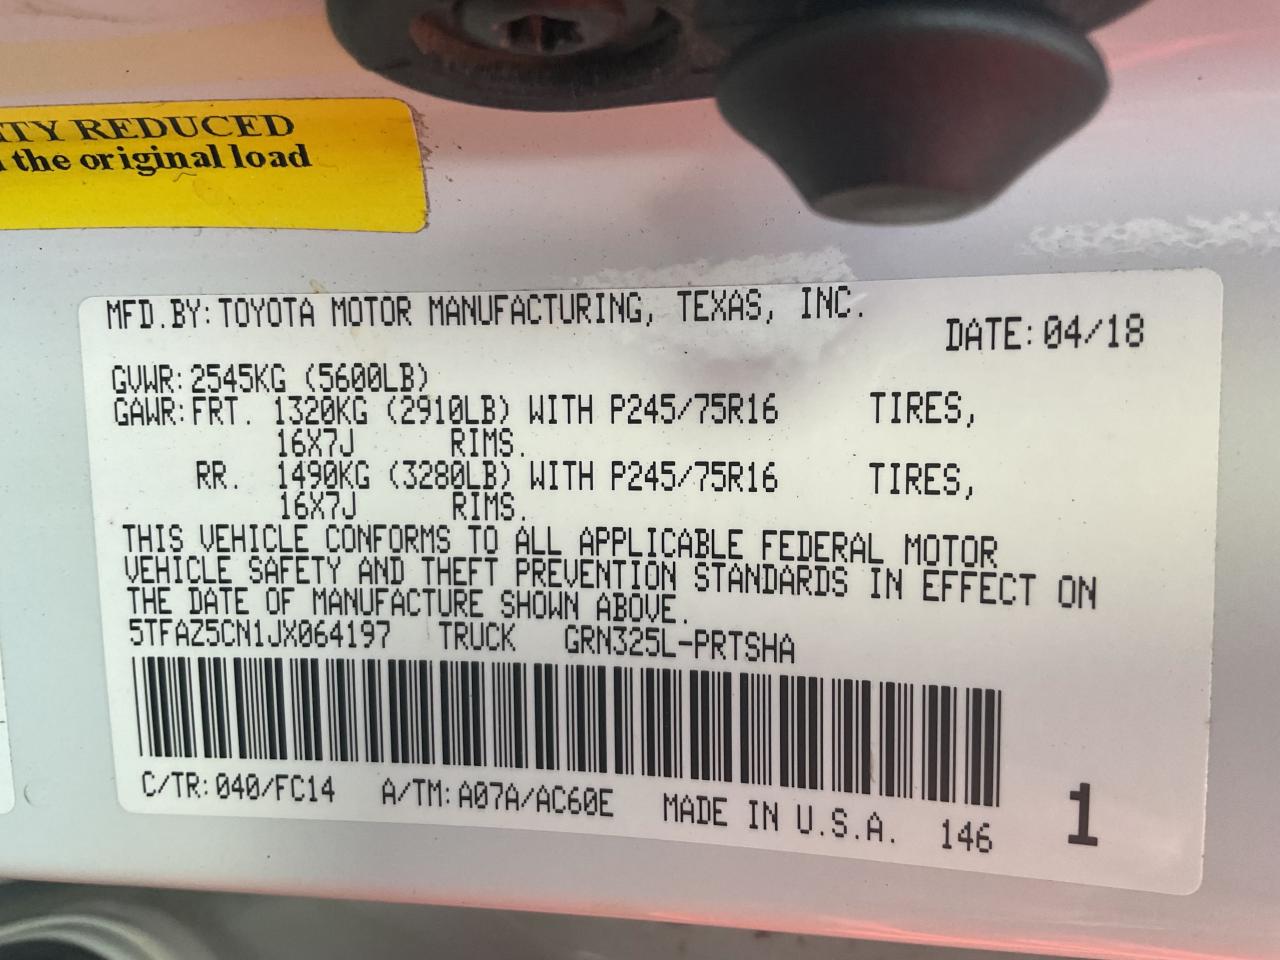 REDUCED
the original load
MFD.BY: TOYOTA MOTOR MANUFACTURING, TEXAS, INC.
DATE: 04/18
GVWR: 2545KG (5600LB)
GAWR: FRT. 1320KG (2910LB) WITH P245/75R16 TIRES,
16X7J RIMS.
RR. 1490KG (3280LB) WITH P245/75R16 TIRES,
16X7J RIMS.
THIS VEHICLE CONFORMS TO ALL APPLICABLE FEDERAL MOTOR
VEHICLE SAFETY AND THEFT PREVENTION STANDARDS IN EFFECT ON
THE DATE OF MANUFACTURE SHOWN ABOVE.
5TFAZ5CN1JX064197 TRUCK GRN325L-PRTSHA
C/TR: 040/FC14 A/TM: A07A/AC60E MADE IN U.S.A. 146 1